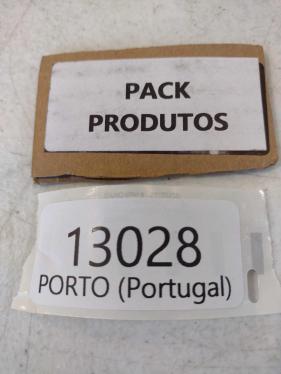 PACK
PRODUTOS
13028
PORTO (Portugal)